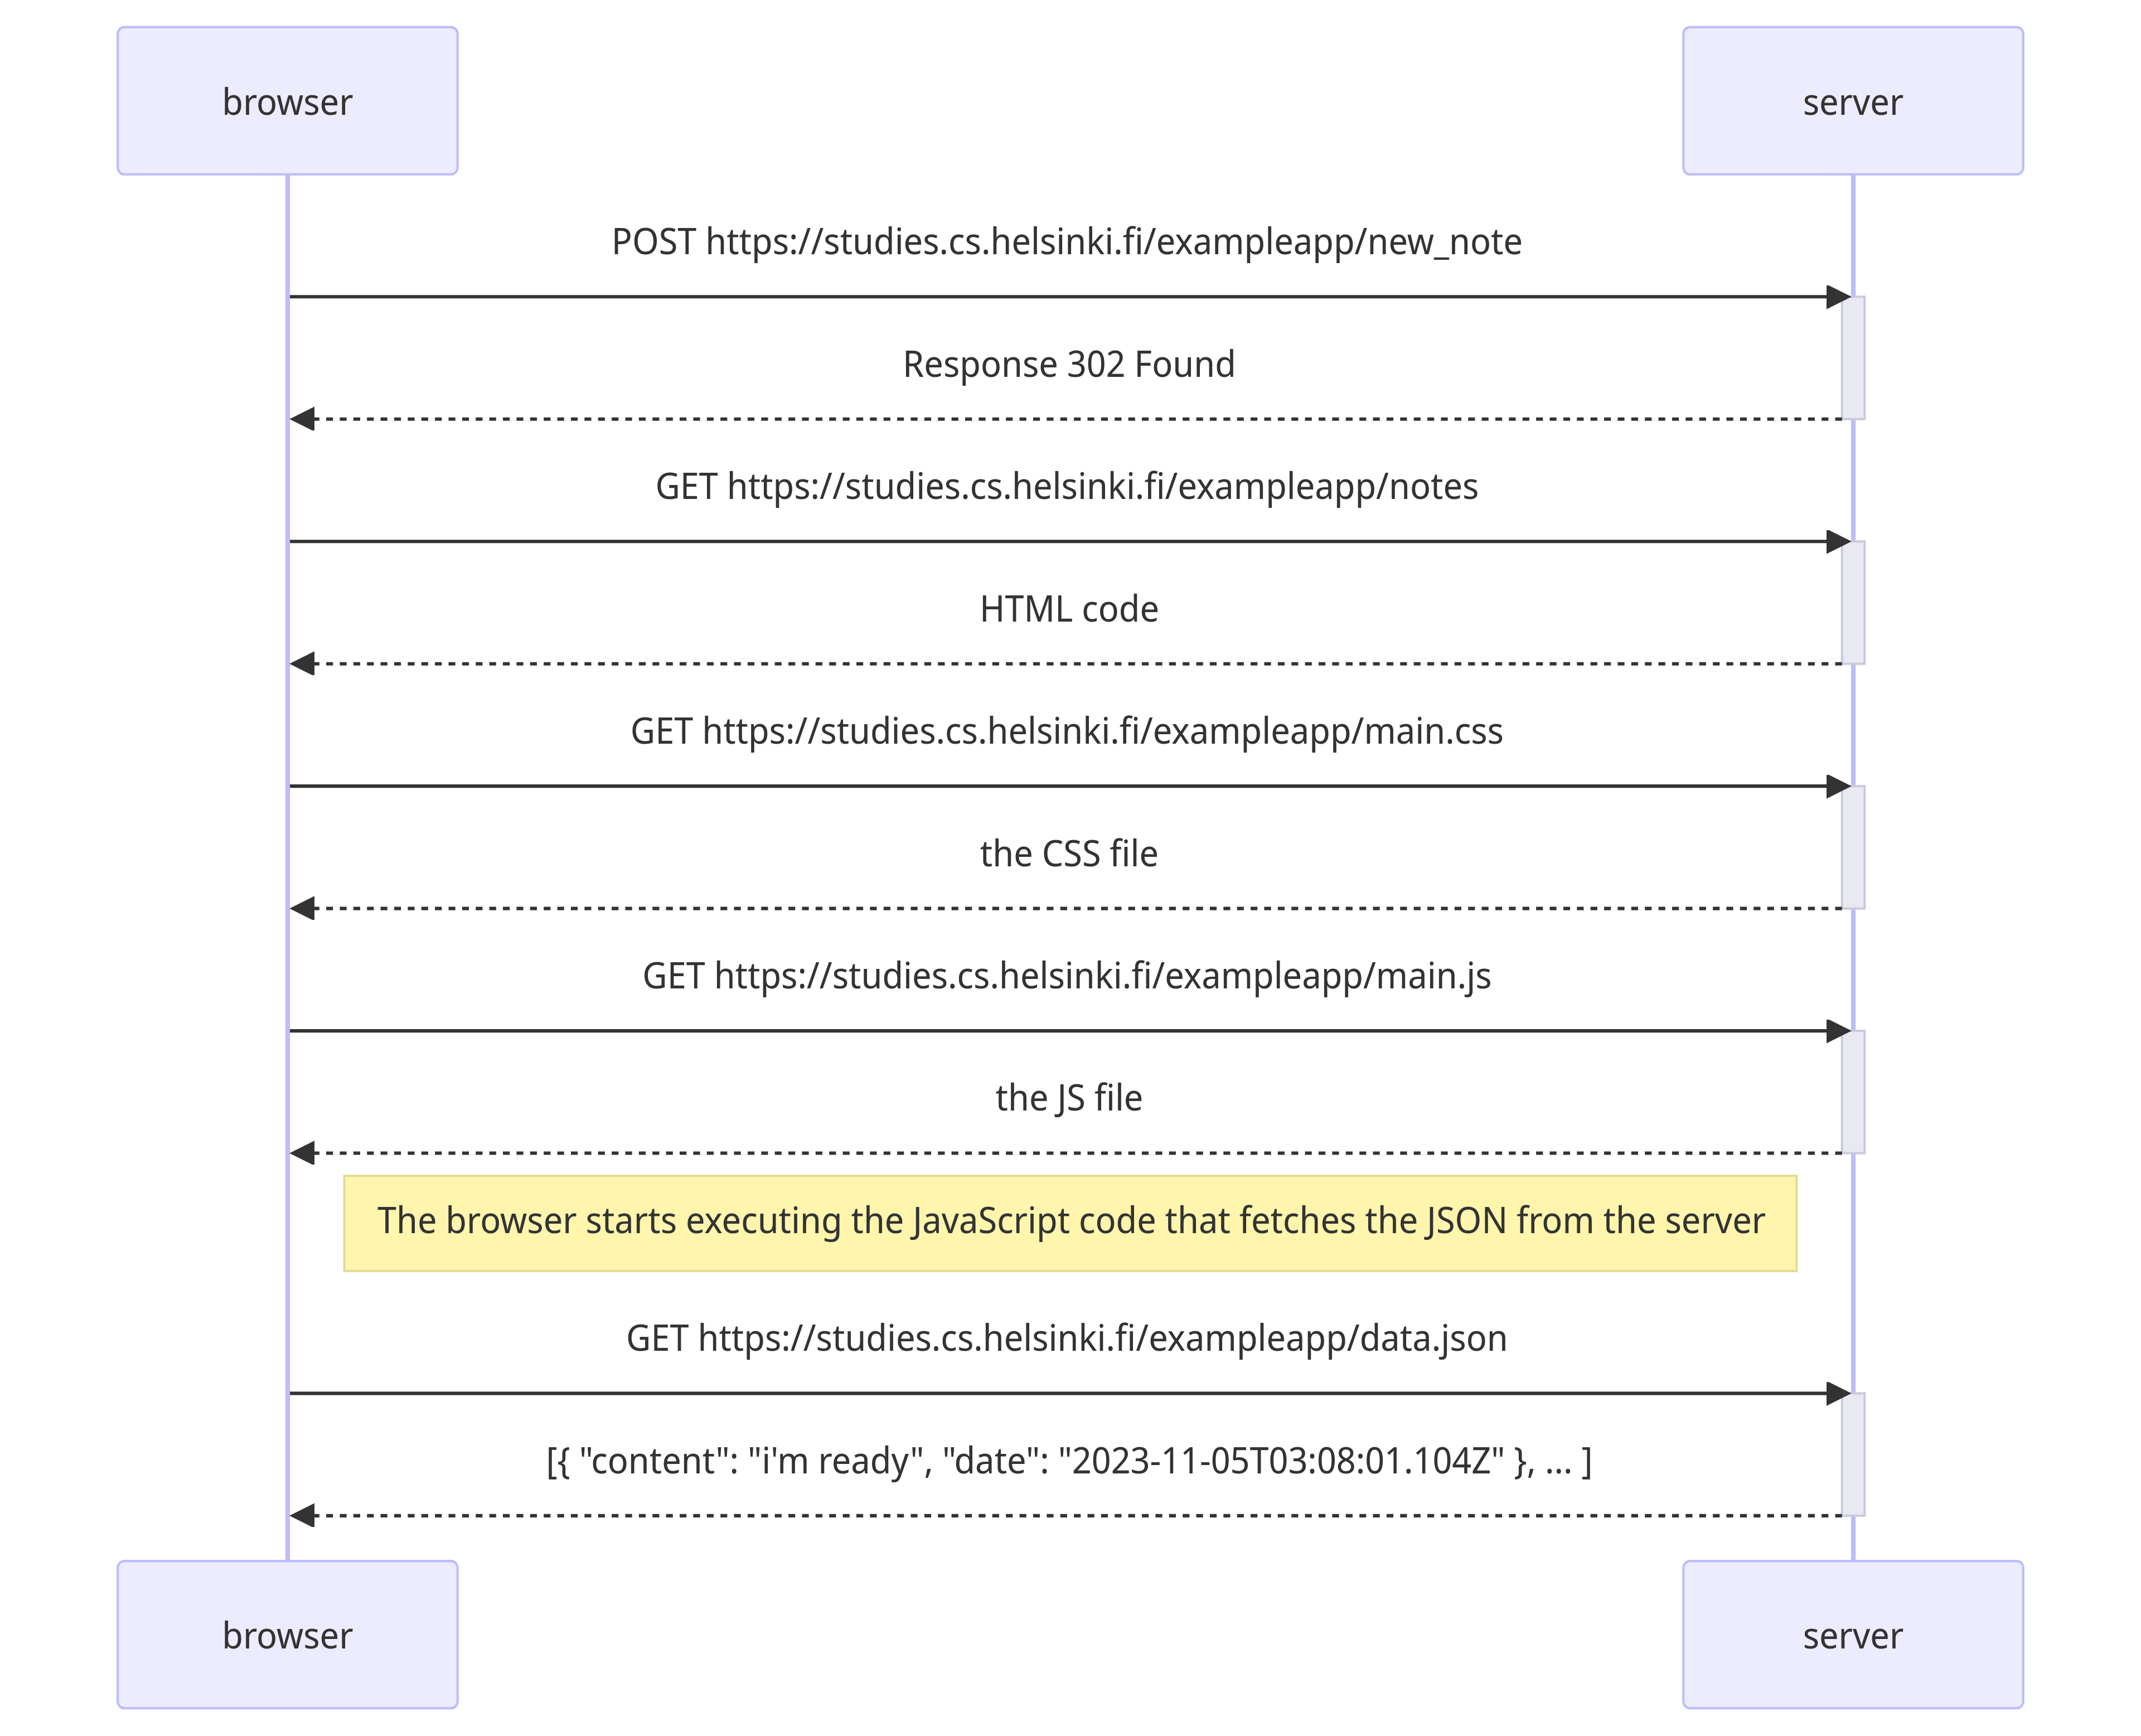 browser
server
POST https://studies.cs.helsinki.fi/exampleapp/new_note
Response 302 Found
GET https://studies.cs.helsinki.fi/exampleapp/notes
HTML code
GET https://studies.cs.helsinki.fi/exampleapp/main.css
the CSS file
GET https://studies.cs.helsinki.fi/exampleapp/main.js
the JS file
The browser starts executing the JavaScript code that fetches the JSON from the server
GET https://studies.cs.helsinki.fi/exampleapp/data.json
[{ "content": "i'm ready", "date": "2023-11-05T03:08:01.104Z" }, ... ]
browser
server